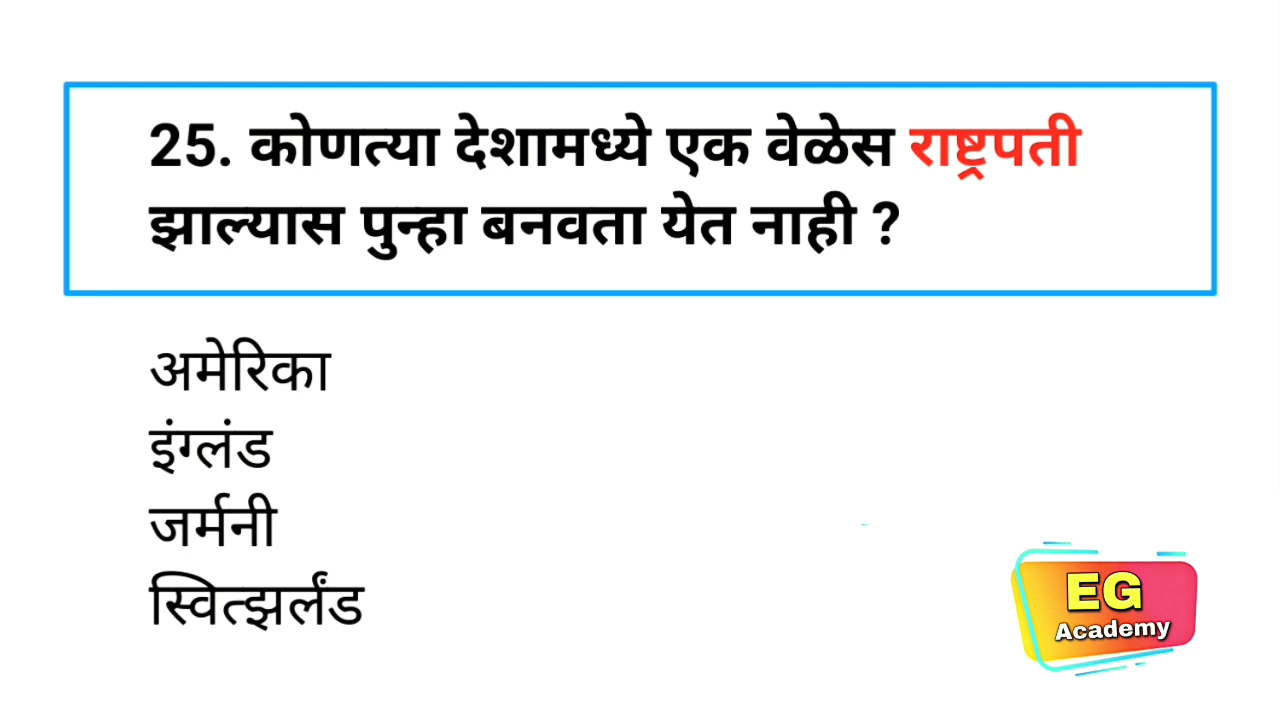 25. कोणत्या देशामध्ये एक वेळेस राष्ट्रपती
झाल्यास पुन्हा बनवता येत नाही ?
अमेरिका
इंग्लंड
जर्मनी
स्वित्झर्लंड
EG
Academy